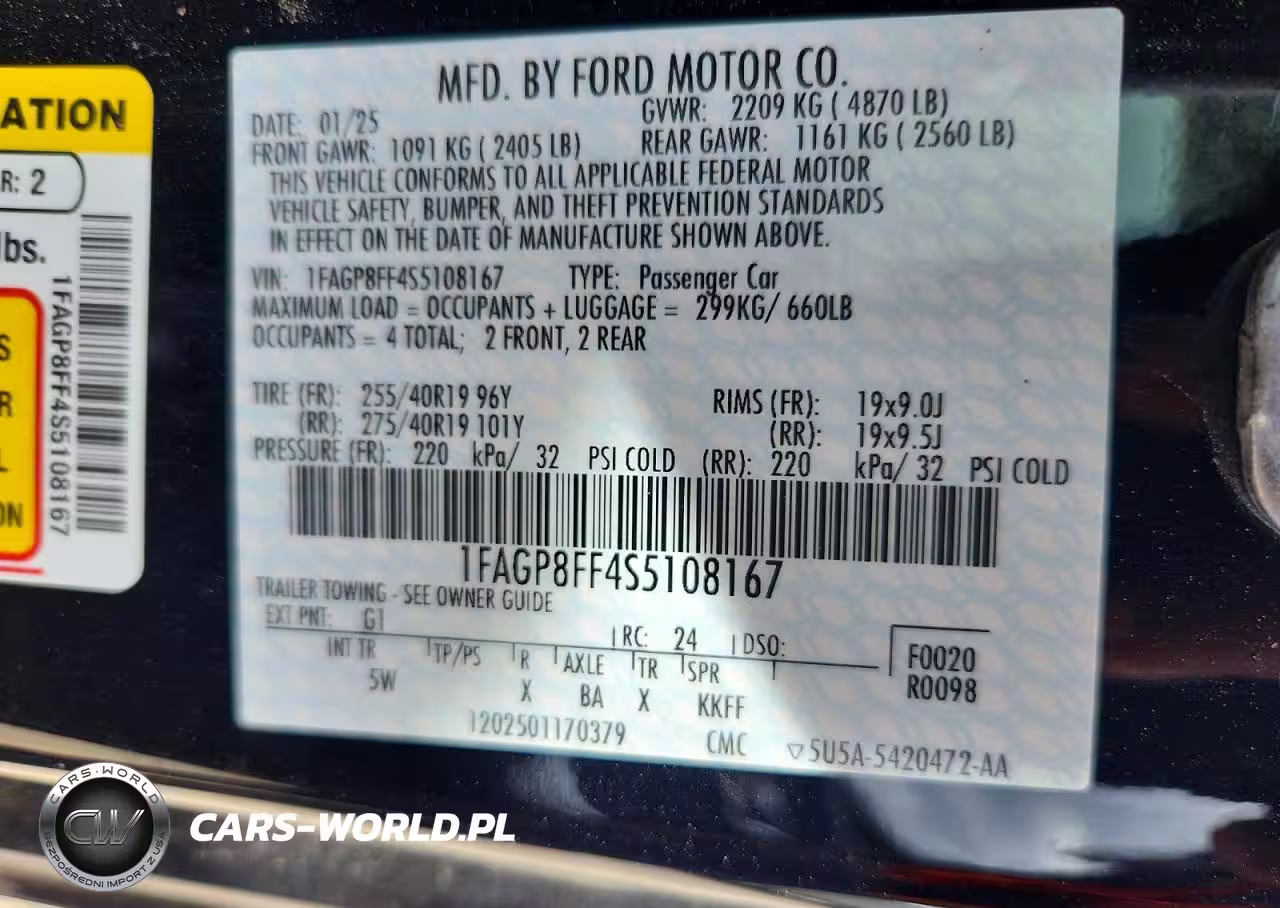 ATION
R: 2
lbs.
S
R
L
ON
1FAGP8FF4S5108167
MFD. BY FORD MOTOR CO.
DATE: 01/25
GVWR: 2209 KG ( 4870 LB)
FRONT GAWR: 1091 KG ( 2405 LB)
REAR GAWR: 1161 KG ( 2560 LB)
THIS VEHICLE CONFORMS TO ALL APPLICABLE FEDERAL MOTOR
VEHICLE SAFETY, BUMPER, AND THEFT PREVENTION STANDARDS
IN EFFECT ON THE DATE OF MANUFACTURE SHOWN ABOVE.
VIN: 1FAGP8FF4S5108167 TYPE: Passenger Car
MAXIMUM LOAD = OCCUPANTS + LUGGAGE = 299KG/ 660LB
OCCUPANTS = 4 TOTAL; 2 FRONT, 2 REAR
TIRE (FR): 255/40R19 96Y RIMS (FR): 19x9.0J
(RR): 275/40R19 101Y (RR): 19x9.5J
PRESSURE (FR): 220 kPa/ 32 PSI COLD (RR): 220 kPa/ 32 PSI COLD
1FAGP8FF4S5108167
TRAILER TOWING - SEE OWNER GUIDE
EXT PNT: G1 RC: 24 DSO:
INT TR TP/PS R AXLE TR SPR
5W X BA X KKFF
F0020
R0098
1202501170379 CMC ▽5U5A-5420472-AA
CARS-WORLD
CW
BEZPOŚREDNI IMPORT Z USA
CARS-WORLD.PL